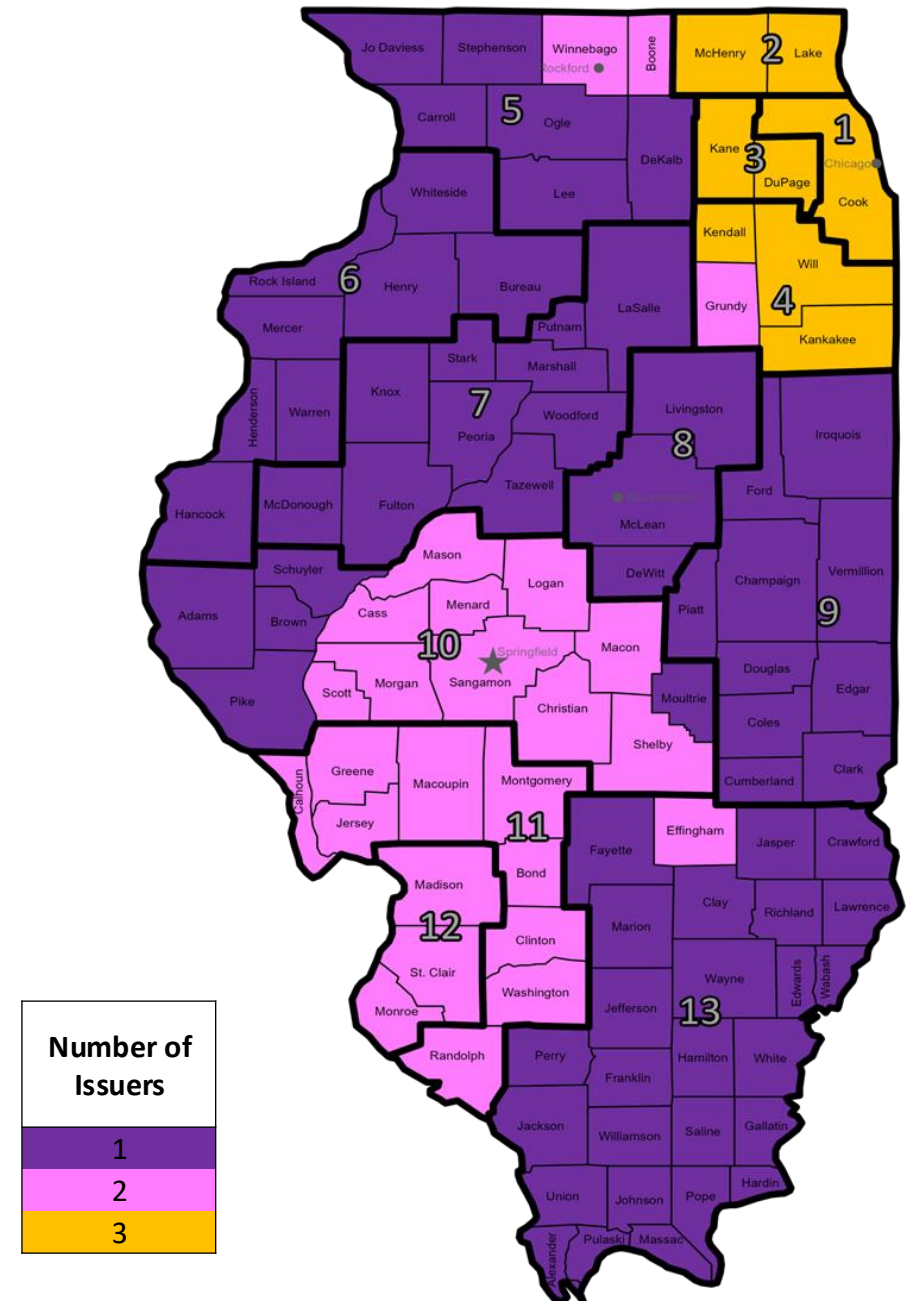 Jo Daviess
Stephenson
Winnebago
Boone
McHenry
2
Lake
Rockford
Carroll
5
Ogle
DeKalb
Lee
Kane
3
DuPage
1
Chicago
Cook
Whiteside
Kendall
Will
Rock Island
6
Henry
Bureau
LaSalle
Grundy
4
Kankakee
Mercer
Putnam
Stark
Marshall
Henderson
Warren
Knox
7
Peoria
Woodford
Livingston
8
Iroquois
Hancock
McDonough
Fulton
Tazewell
McLean
Ford
Mason
Logan
DeWitt
Champaign
Vermillion
9
Schuyler
Adams
Brown
Cass
Menard
Piatt
10
Springfield
Macon
Pike
Scott
Morgan
Sangamon
Christian
Moultrie
Douglas
Edgar
Coles
Shelby
Cumberland
Clark
Calhoun
Greene
Macoupin
Montgomery
Jersey
11
Bond
Fayette
Effingham
Jasper
Crawford
Madison
12
Clinton
Marion
Clay
Richland
Lawrence
St. Clair
Washington
Wayne
Edwards
Wabash
Monroe
Jefferson
13
Randolph
Perry
Franklin
Hamilton
White
Jackson
Williamson
Saline
Gallatin
Union
Johnson
Pope
Hardin
Alexander
Pulaski
Massac
Number of
Issuers
1
2
3